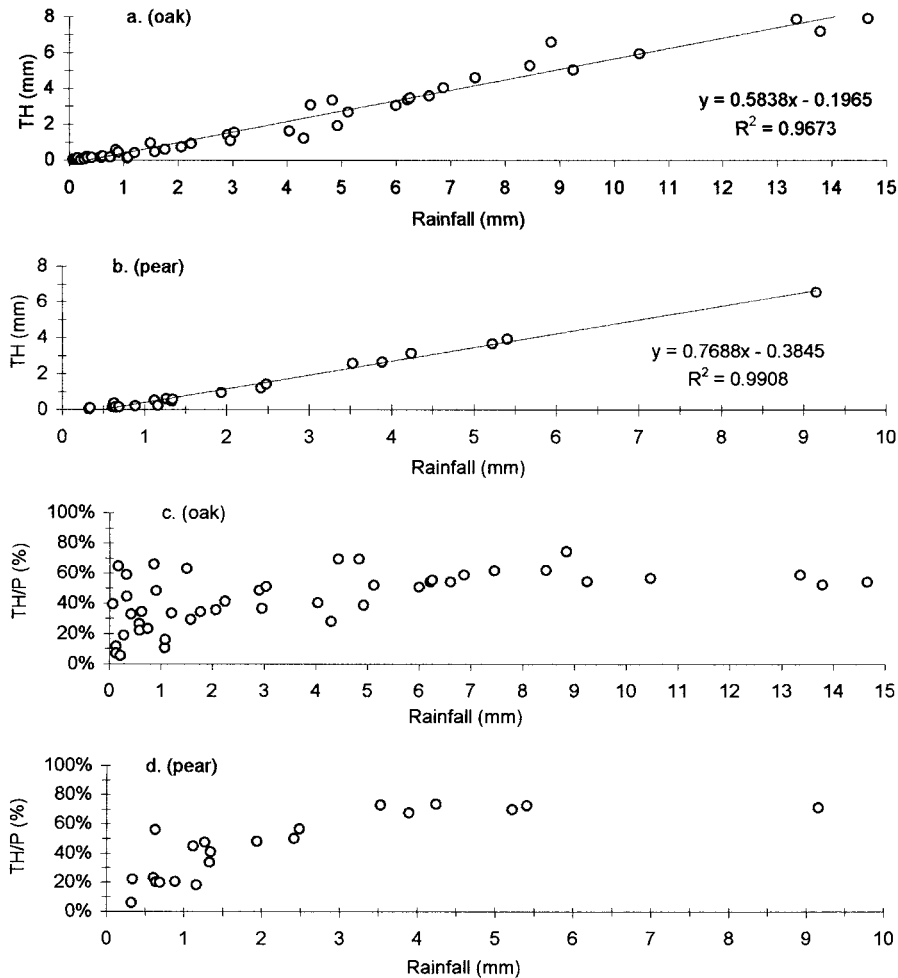 a. (oak)
TH (mm)
8
6
4
2
0
y = 0.5838x - 0.1965
R² = 0.9673
0 1 2 3 4 5 6 7 8 9 10 11 12 13 14 15
Rainfall (mm)
b. (pear)
TH (mm)
8
6
4
2
0
y = 0.7688x - 0.3845
R² = 0.9908
0 1 2 3 4 5 6 7 8 9 10
Rainfall (mm)
c. (oak)
TH/P (%)
100%
80%
60%
40%
20%
0%
0 1 2 3 4 5 6 7 8 9 10 11 12 13 14 15
Rainfall (mm)
d. (pear)
TH/P (%)
100%
80%
60%
40%
20%
0%
0 1 2 3 4 5 6 7 8 9 10
Rainfall (mm)